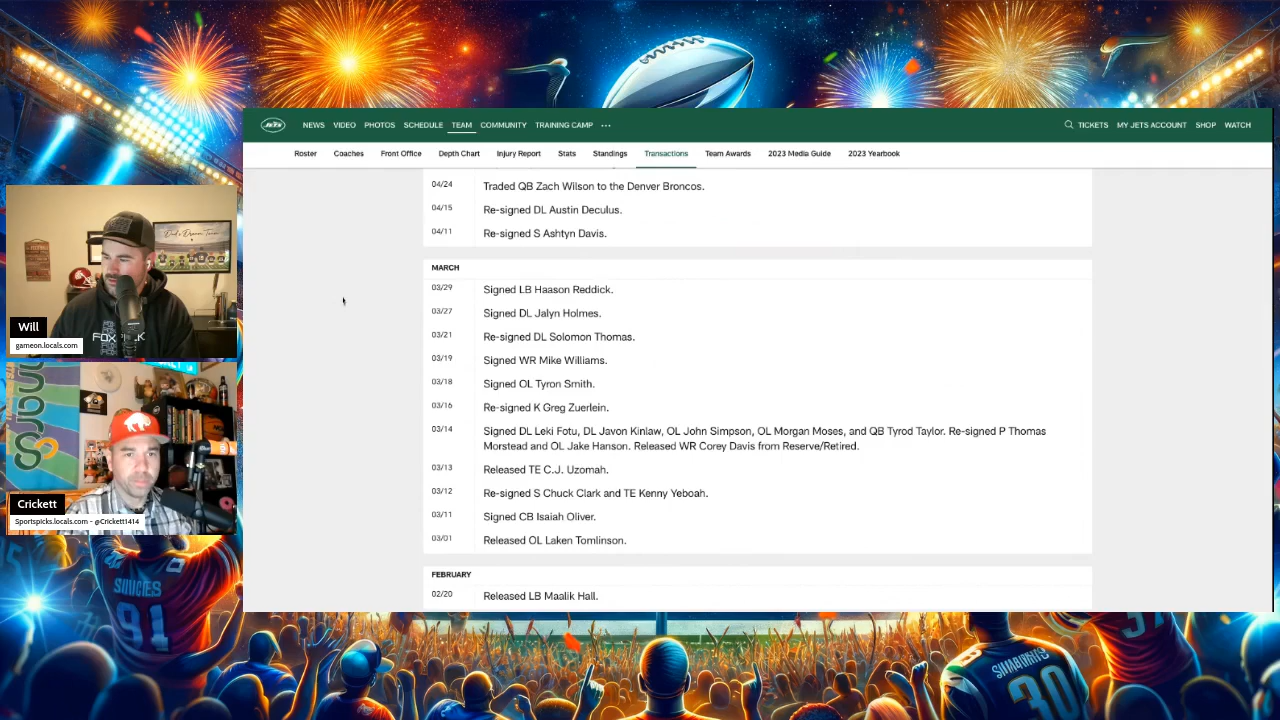 JETS
NEWS VIDEO PHOTOS SCHEDULE TEAM COMMUNITY TRAINING CAMP ...
TICKETS MY JETS ACCOUNT SHOP WATCH
Roster Coaches Front Office Depth Chart Injury Report Stats Standings Transactions Team Awards 2023 Media Guide 2023 Yearbook
04/24 Traded QB Zach Wilson to the Denver Broncos.
04/15 Re-signed DL Austin Deculus.
04/11 Re-signed S Ashtyn Davis.
MARCH
03/29 Signed LB Haason Reddick.
03/27 Signed DL Jalyn Holmes.
03/21 Re-signed DL Solomon Thomas.
03/19 Signed WR Mike Williams.
03/18 Signed OL Tyron Smith.
03/16 Re-signed K Greg Zuerlein.
03/14 Signed DL Leki Fotu, DL Javon Kinlaw, OL John Simpson, OL Morgan Moses, and QB Tyrod Taylor. Re-signed P Thomas
Morstead and OL Jake Hanson. Released WR Corey Davis from Reserve/Retired.
03/13 Released TE C.J. Uzomah.
03/12 Re-signed S Chuck Clark and TE Kenny Yeboah.
03/11 Signed CB Isaiah Oliver.
03/01 Released OL Laken Tomlinson.
FEBRUARY
02/20 Released LB Maalik Hall.
Will
gameon.locals.com
Crickett
Sportspicks.locals.com - @Crickett1414
91
30